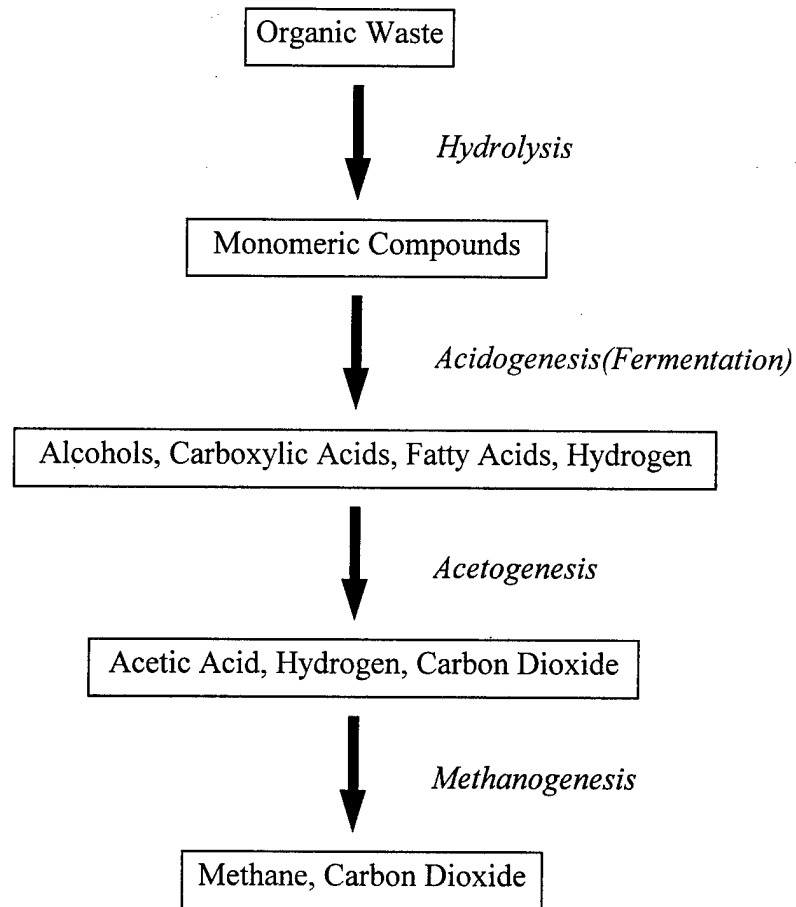 Organic Waste
Hydrolysis
Monomeric Compounds
Acidogenesis(Fermentation)
Alcohols, Carboxylic Acids, Fatty Acids, Hydrogen
Acetogenesis
Acetic Acid, Hydrogen, Carbon Dioxide
Methanogenesis
Methane, Carbon Dioxide